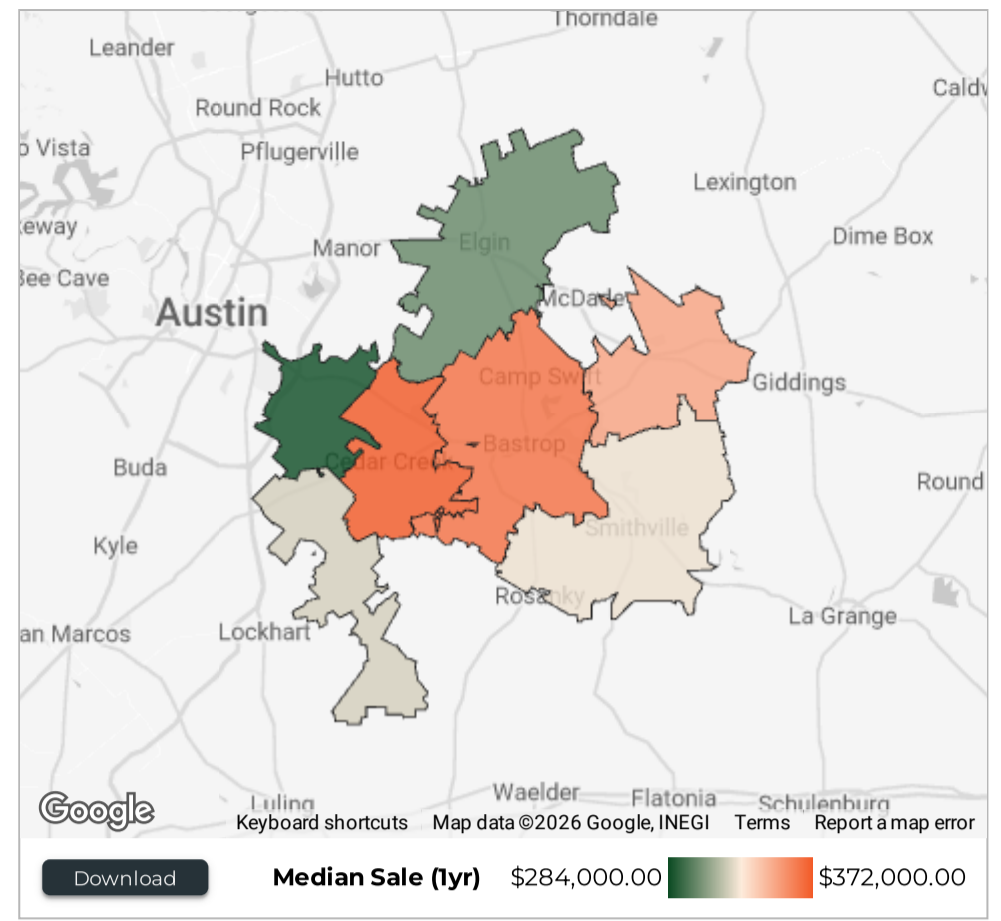 Thorndale
Leander
Hutto
Caldw
Round Rock
o Vista
Pflugerville
Lexington
keway
Manor
Elgin
Dime Box
Bee Cave
McDade
Austin
Camp Swift
Giddings
Bastrop
Cedar Creek
Buda
Round
Smithville
Kyle
Rosanky
La Grange
an Marcos
Lockhart
Waelder
Flatonia
Luling
Schulenburg
Google
Keyboard shortcuts Map data ©2026 Google, INEGI Terms Report a map error
Download Median Sale (1yr) $284,000.00 $372,000.00